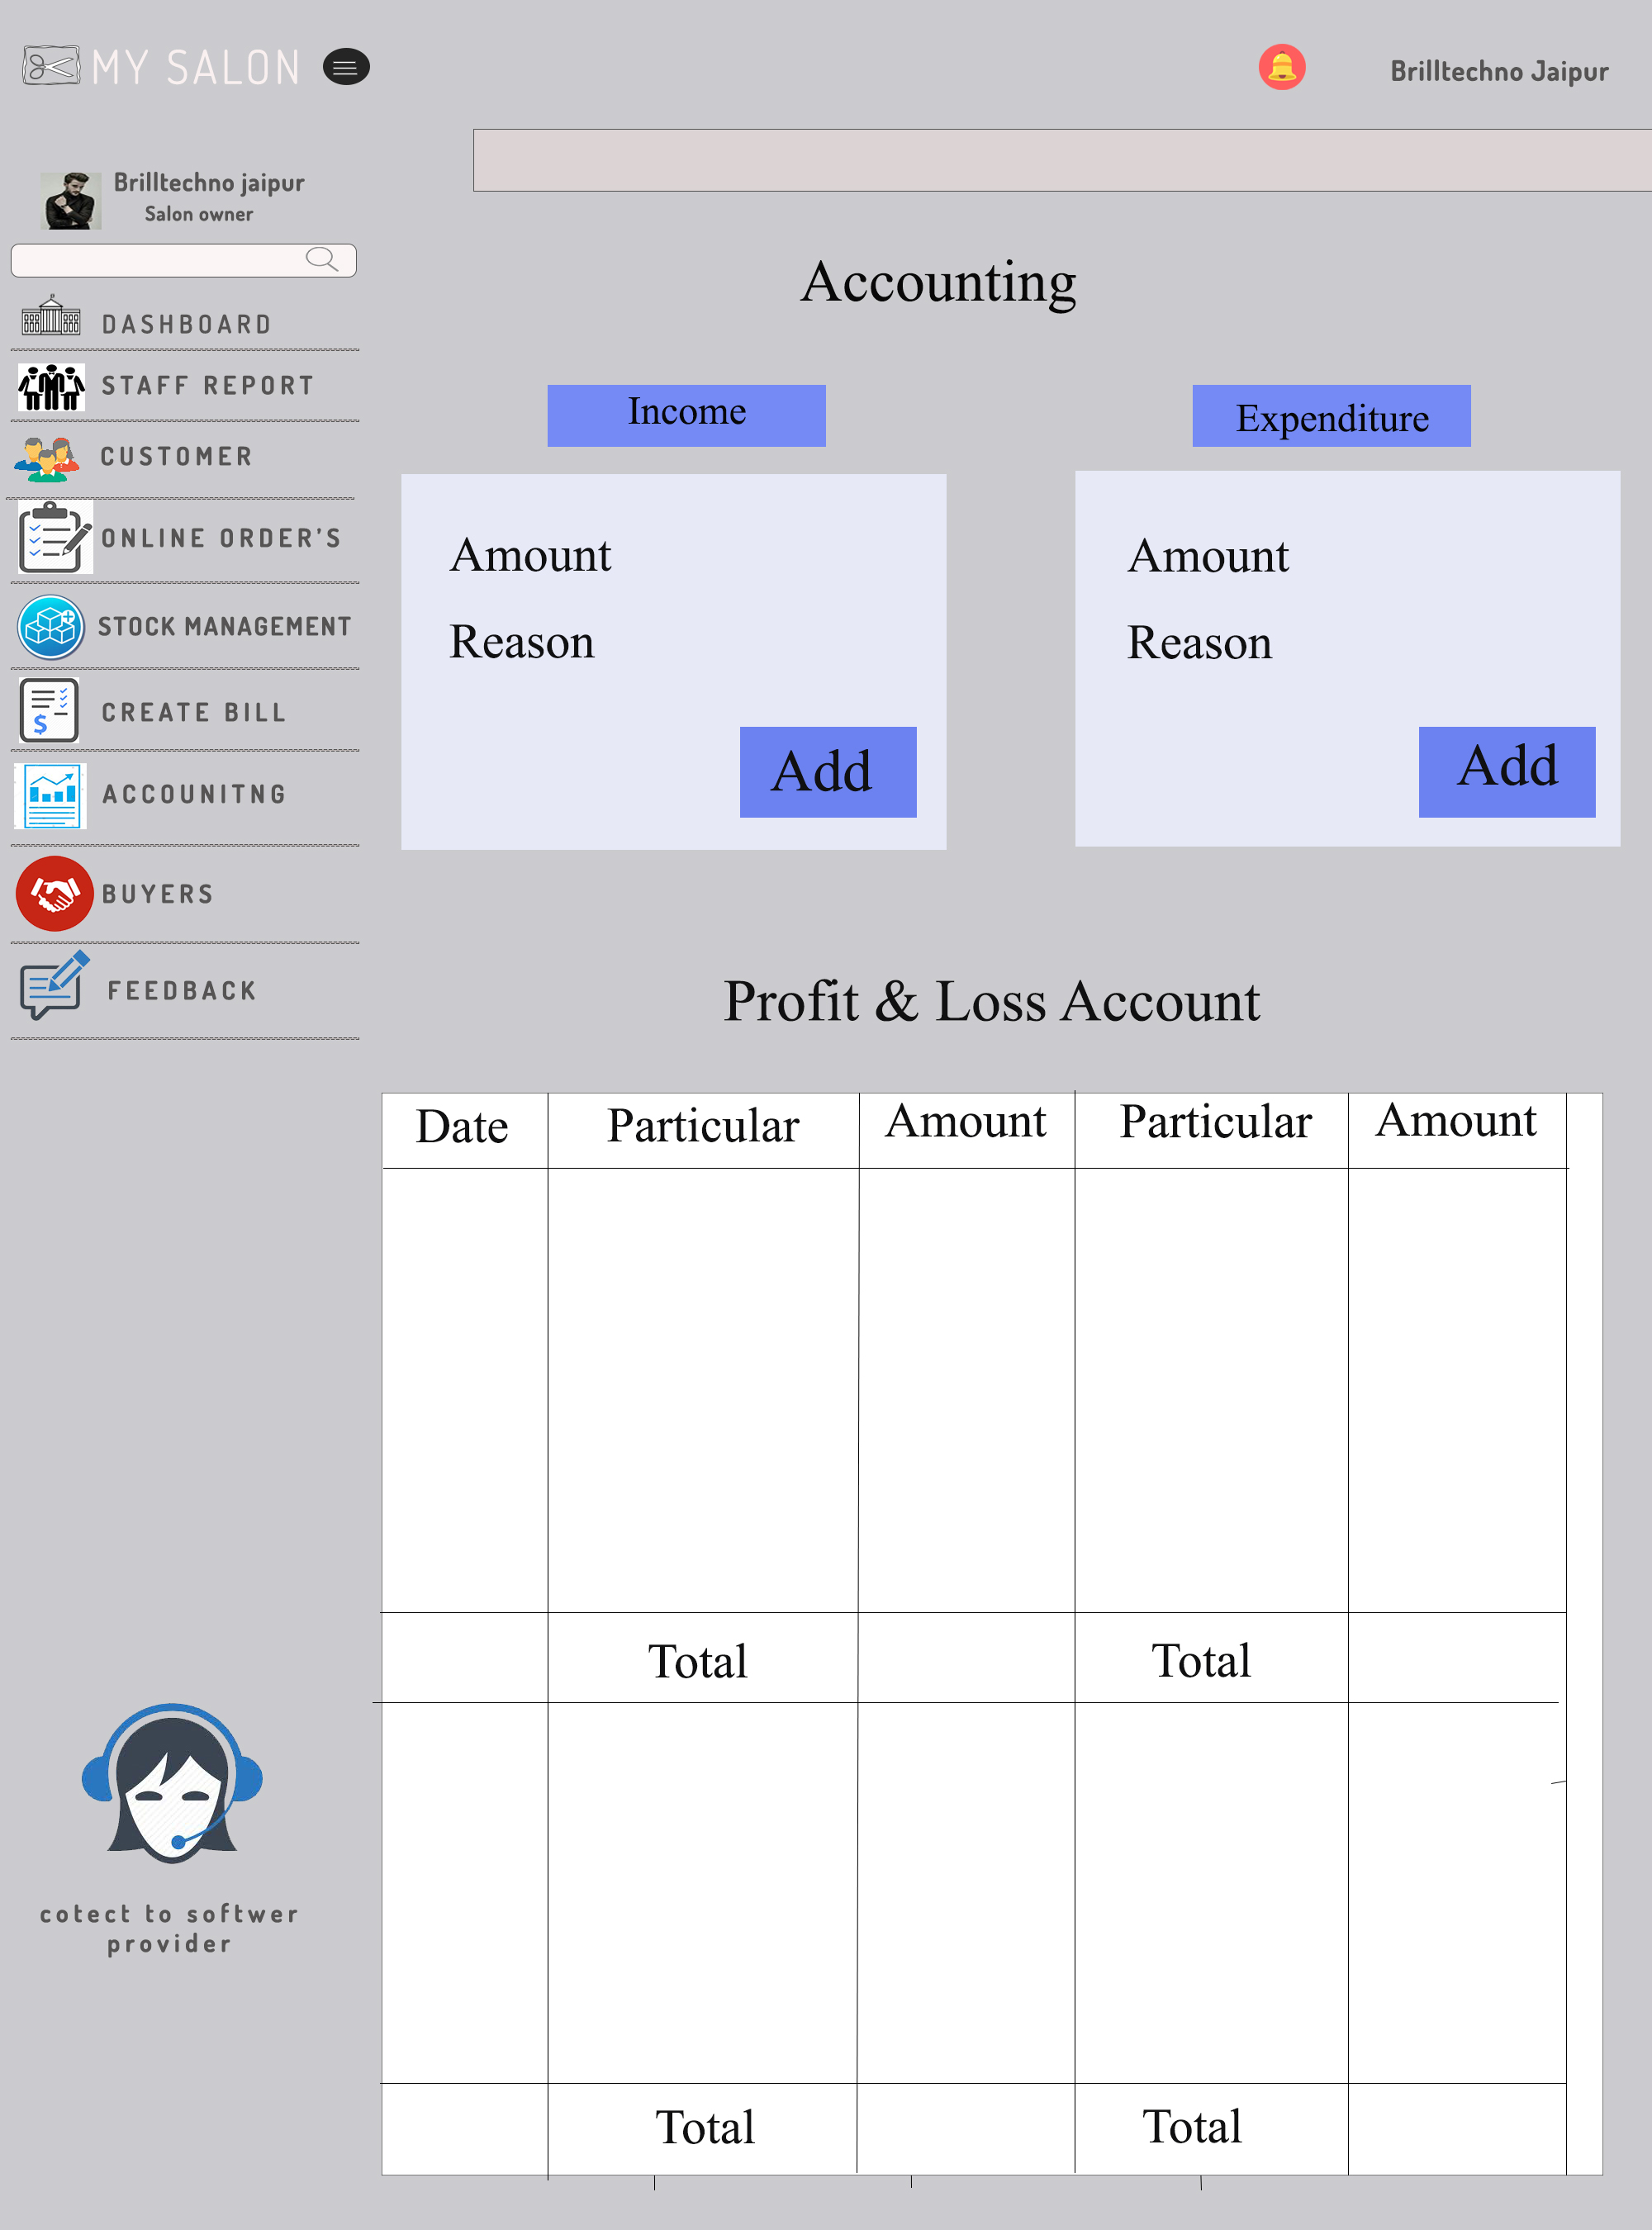 MY SALON
Brilltechno Jaipur
Brilltechno jaipur
Salon owner
DASHBOARD
STAFF REPORT
CUSTOMER
ONLINE ORDER'S
STOCK MANAGEMENT
CREATE BILL
ACCOUNITNG
BUYERS
FEEDBACK
cotect to softwer
provider
Accounting
Income
Expenditure
Amount
Reason
Add
Amount
Reason
Add
Profit & Loss Account
Date Particular Amount Particular Amount
Total Total
Total Total